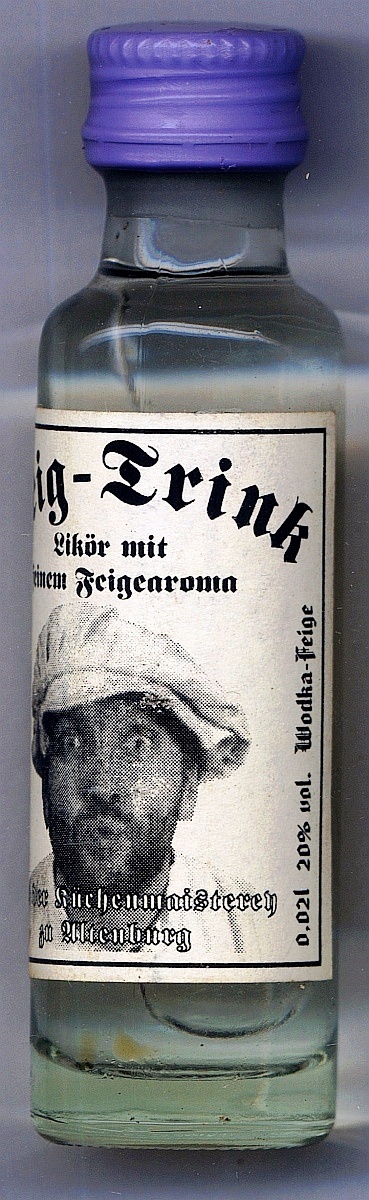 ig-Trink
Likör mit
feinem Feigearoma
der Küchenmaisterey
zu Altenburg
0,02l 20% vol. Wodka-Feige